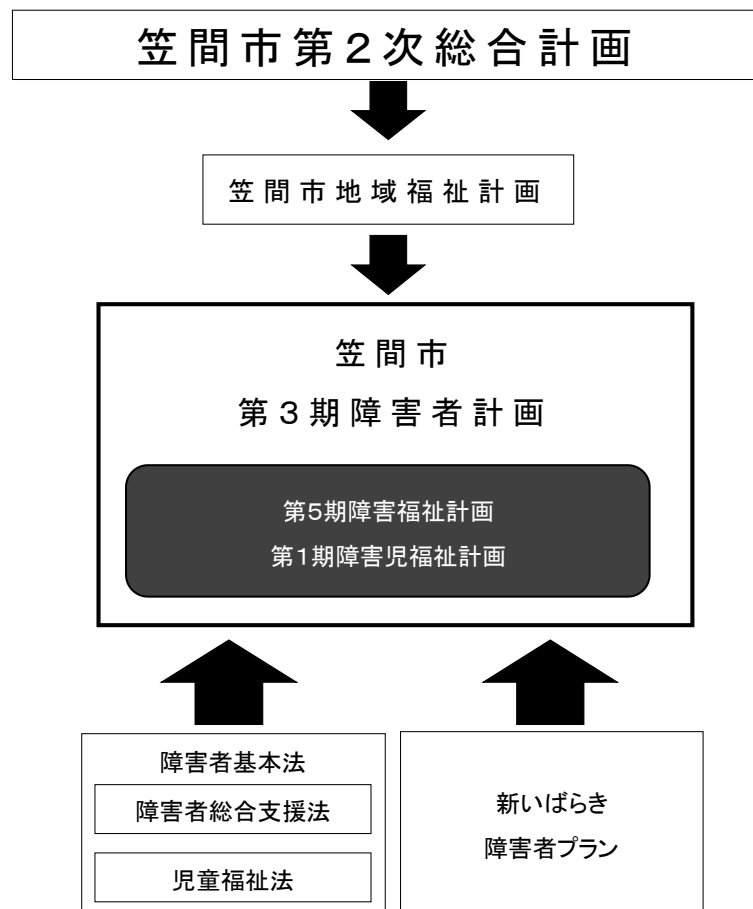 笠間市第2次総合計画
笠間市地域福祉計画
笠間市
第3期障害者計画
第5期障害福祉計画
第1期障害児福祉計画
障害者基本法
障害者総合支援法
児童福祉法
新いばらき
障害者プラン